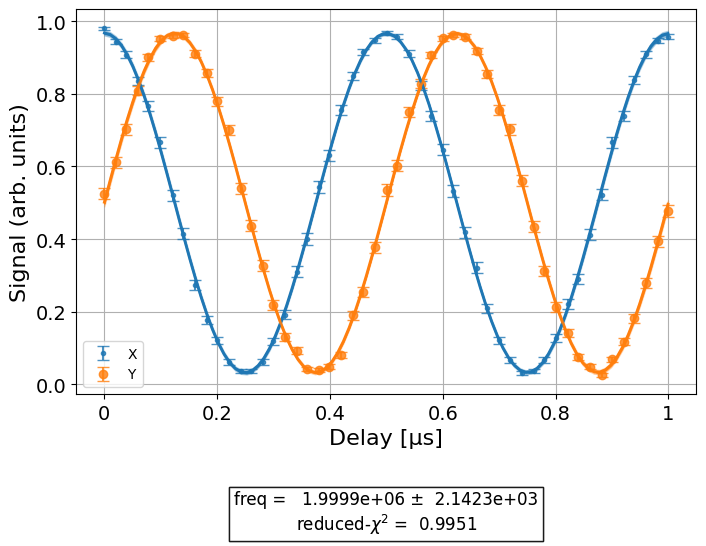 Signal (arb. units)
1.0
0.8
0.6
0.4
0.2
0.0
X
Y
0 0.2 0.4 0.6 0.8 1
Delay [μs]
freq = 1.9999e+06 ± 2.1423e+03
reduced-χ² = 0.9951